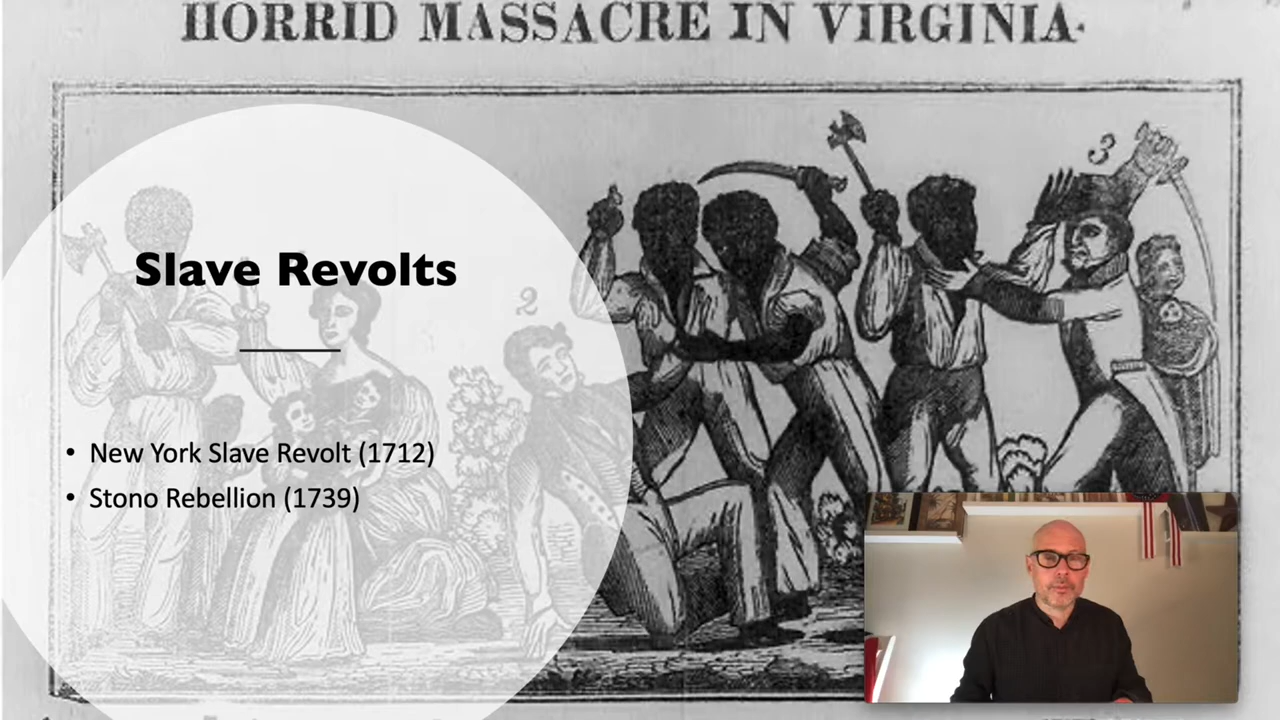 HORRID MASSACRE IN VIRGINIA.
3
Slave Revolts
2
• New York Slave Revolt (1712)
• Stono Rebellion (1739)